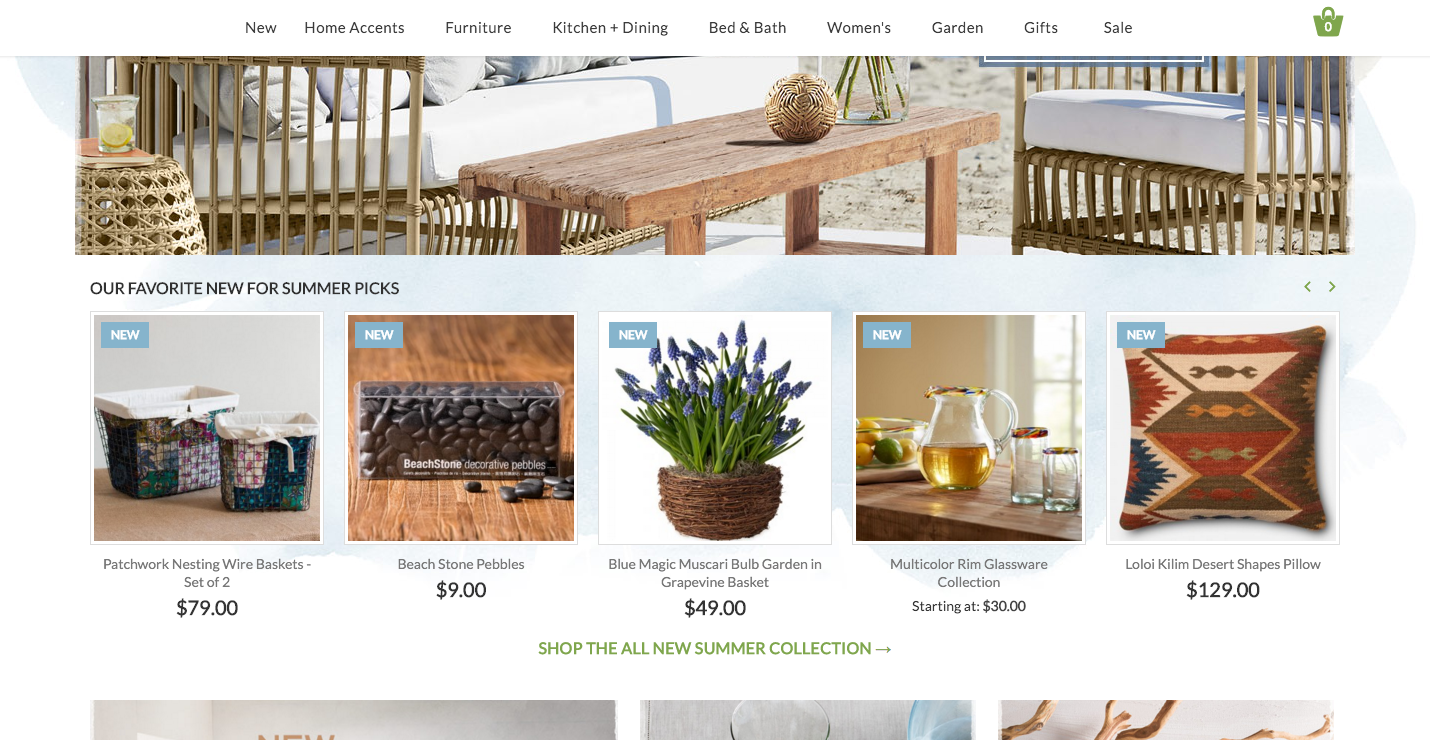 New Home Accents Furniture Kitchen + Dining Bed & Bath Women's Garden Gifts Sale
0
OUR FAVORITE NEW FOR SUMMER PICKS
NEW
NEW
NEW
NEW
NEW
BeachStone decorative pebbles
Patchwork Nesting Wire Baskets -
Set of 2
$79.00
Beach Stone Pebbles
$9.00
Blue Magic Muscari Bulb Garden in
Grapevine Basket
$49.00
Multicolor Rim Glassware
Collection
Starting at: $30.00
Loloi Kilim Desert Shapes Pillow
$129.00
SHOP THE ALL NEW SUMMER COLLECTION →
NEW